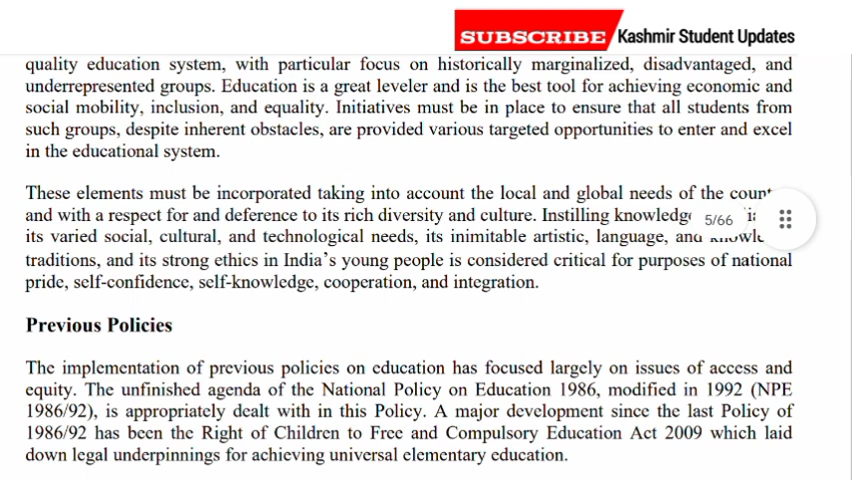 SUBSCRIBE Kashmir Student Updates
quality education system, with particular focus on historically marginalized, disadvantaged, and
underrepresented groups. Education is a great leveler and is the best tool for achieving economic and
social mobility, inclusion, and equality. Initiatives must be in place to ensure that all students from
such groups, despite inherent obstacles, are provided various targeted opportunities to enter and excel
in the educational system.
These elements must be incorporated taking into account the local and global needs of the
and with a respect for and deference to its rich diversity and culture. Instilling 5/66
its varied social, cultural, and technological needs, its inimitable artistic, language, and
traditions, and its strong ethics in India's young people is considered critical for purposes of national
pride, self-confidence, self-knowledge, cooperation, and integration.
Previous Policies
The implementation of previous policies on education has focused largely on issues of access and
equity. The unfinished agenda of the National Policy on Education 1986, modified in 1992 (NPE
1986/92), is appropriately dealt with in this Policy. A major development since the last Policy of
1986/92 has been the Right of Children to Free and Compulsory Education Act 2009 which laid
down legal underpinnings for achieving universal elementary education.